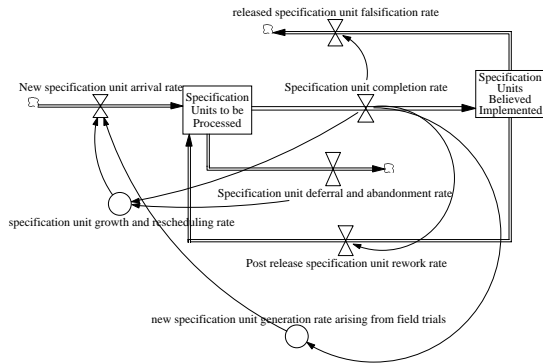 released specification unit falsification rate
New specification unit arrival rate
Specification unit completion rate
Specification
Units to be
Processed
Specification
Units
Believed
Implemented
Specification unit deferral and abandonment rate
specification unit growth and rescheduling rate
Post release specification unit rework rate
new specification unit generation rate arising from field trials